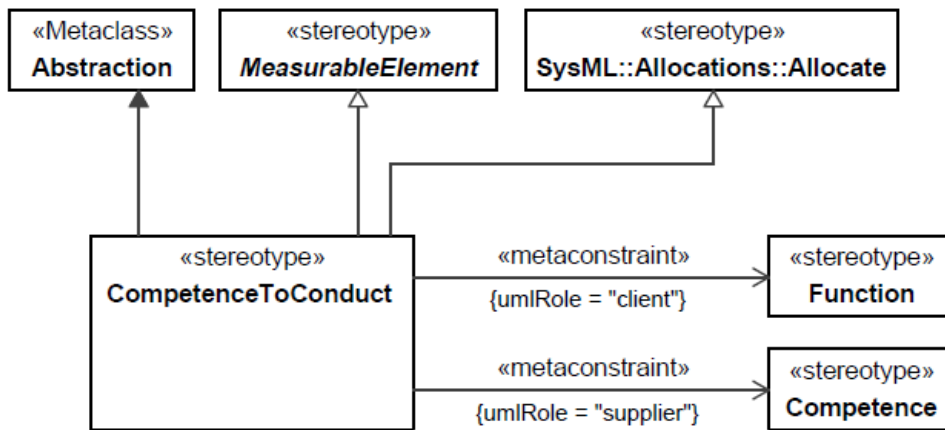 «Metaclass»
Abstraction
«stereotype»
MeasurableElement
«stereotype»
SysML::Allocations::Allocate
«stereotype»
CompetenceToConduct
«metaconstraint»
{umlRole = "client"}
«stereotype»
Function
«metaconstraint»
{umlRole = "supplier"}
«stereotype»
Competence